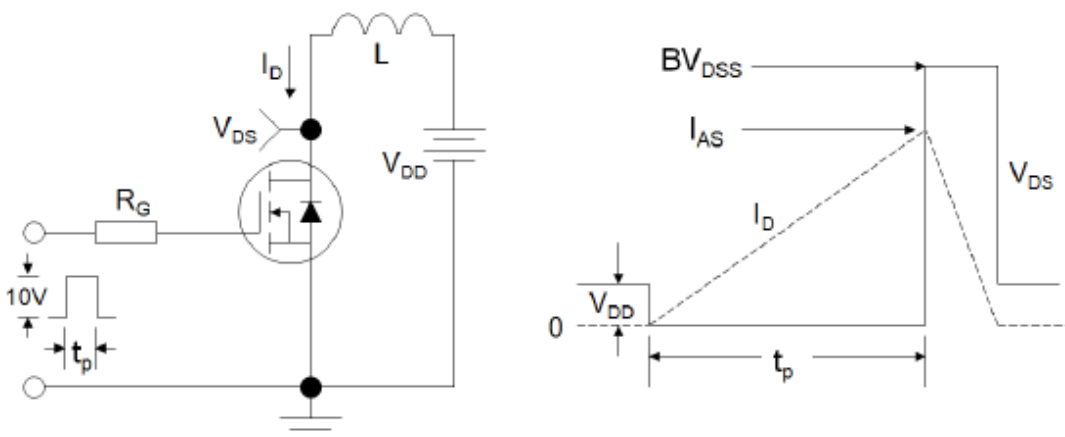 L
I_D
V_DS
V_DD
R_G
10V
t_p
BV_DSS
I_AS
V_DS
I_D
V_DD
0
t_p